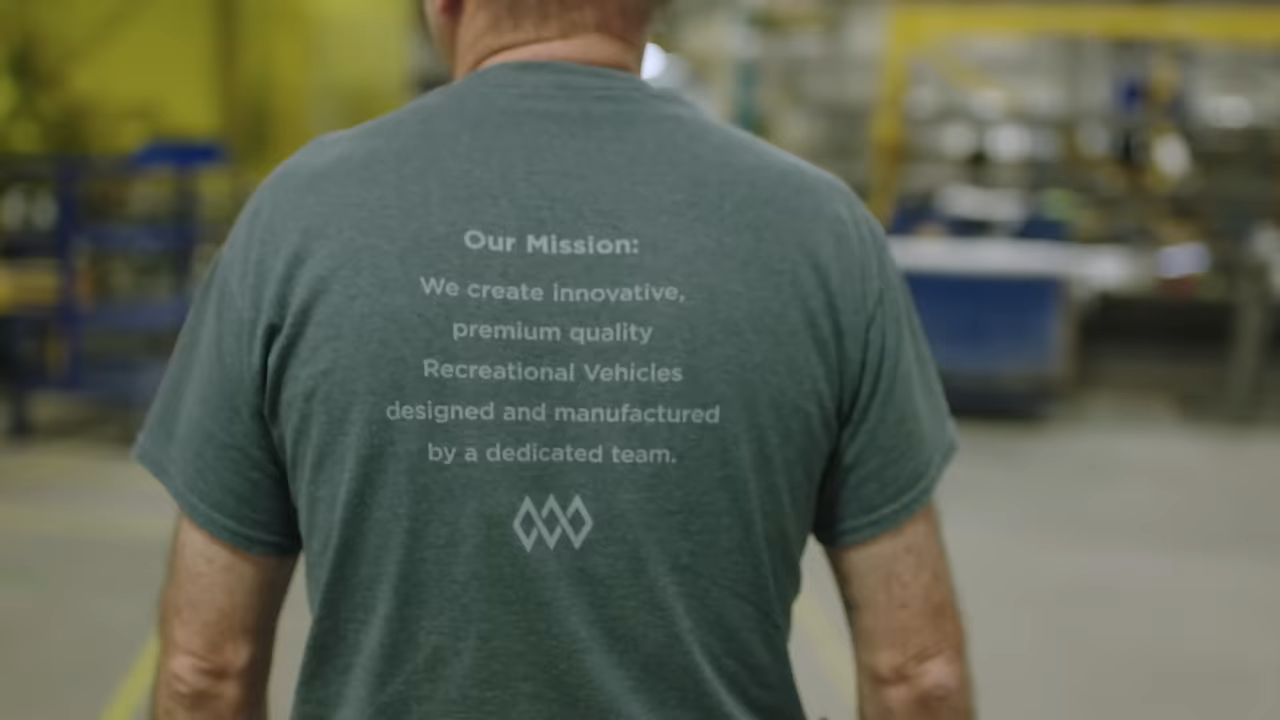 Our Mission:
We create innovative,
premium quality
Recreational Vehicles
designed and manufactured
by a dedicated team.